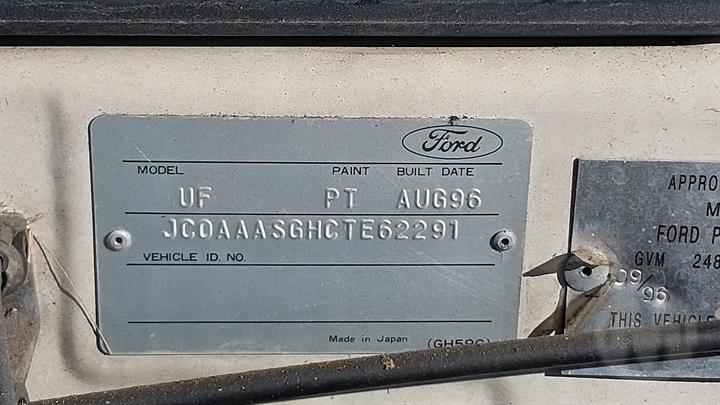 Ford
MODEL PAINT BUILT DATE
UF PT AUG96
JC0AAASGHCTE62291
VEHICLE ID. NO.
Made in Japan
APPRO
M
FORD P
GVM 248
09/96
THIS VEHICLE